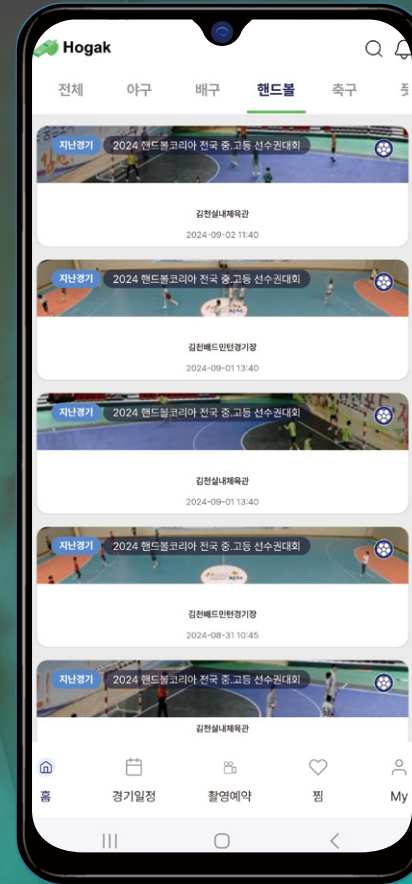 Hogak
전체 야구 배구 핸드볼 축구
지난경기 2024 핸드볼코리아 전국 중.고등 선수권대회
김천실내체육관
2024-09-02 11:40
지난경기 2024 핸드볼코리아 전국 중.고등 선수권대회
김천배드민턴경기장
2024-09-01 13:40
지난경기 2024 핸드볼코리아 전국 중.고등 선수권대회
김천실내체육관
2024-09-01 13:40
지난경기 2024 핸드볼코리아 전국 중.고등 선수권대회
김천배드민턴경기장
2024-08-31 10:45
지난경기 2024 핸드볼코리아 전국 중.고등 선수권대회
김천실내체육관
홈 경기일정 촬영예약 찜 My